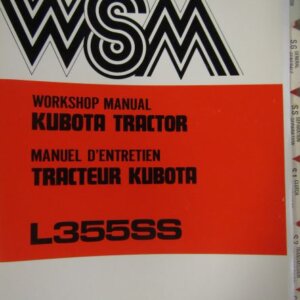 WSM
WORKSHOP MANUAL
KUBOTA TRACTOR
MANUEL D'ENTRETIEN
TRACTEUR KUBOTA
L355SS